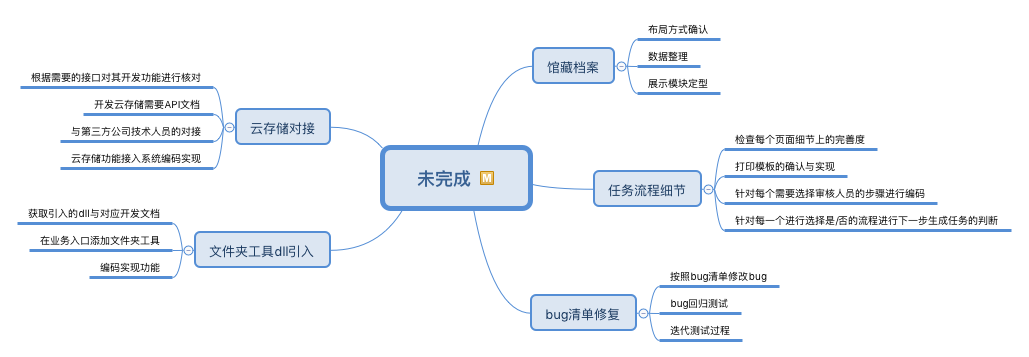 未完成 M
馆藏档案
布局方式确认
数据整理
展示模块定型
任务流程细节
检查每个页面细节上的完善度
打印模板的确认与实现
针对每个需要选择审核人员的步骤进行编码
针对每一个进行选择是/否的流程进行下一步生成任务的判断
bug清单修复
按照bug清单修改bug
bug回归测试
迭代测试过程
云存储对接
根据需要的接口对其开发功能进行核对
开发云存储需要API文档
与第三方公司技术人员的对接
云存储功能接入系统编码实现
文件夹工具dll引入
获取引入的dll与对应开发文档
在业务入口添加文件夹工具
编码实现功能